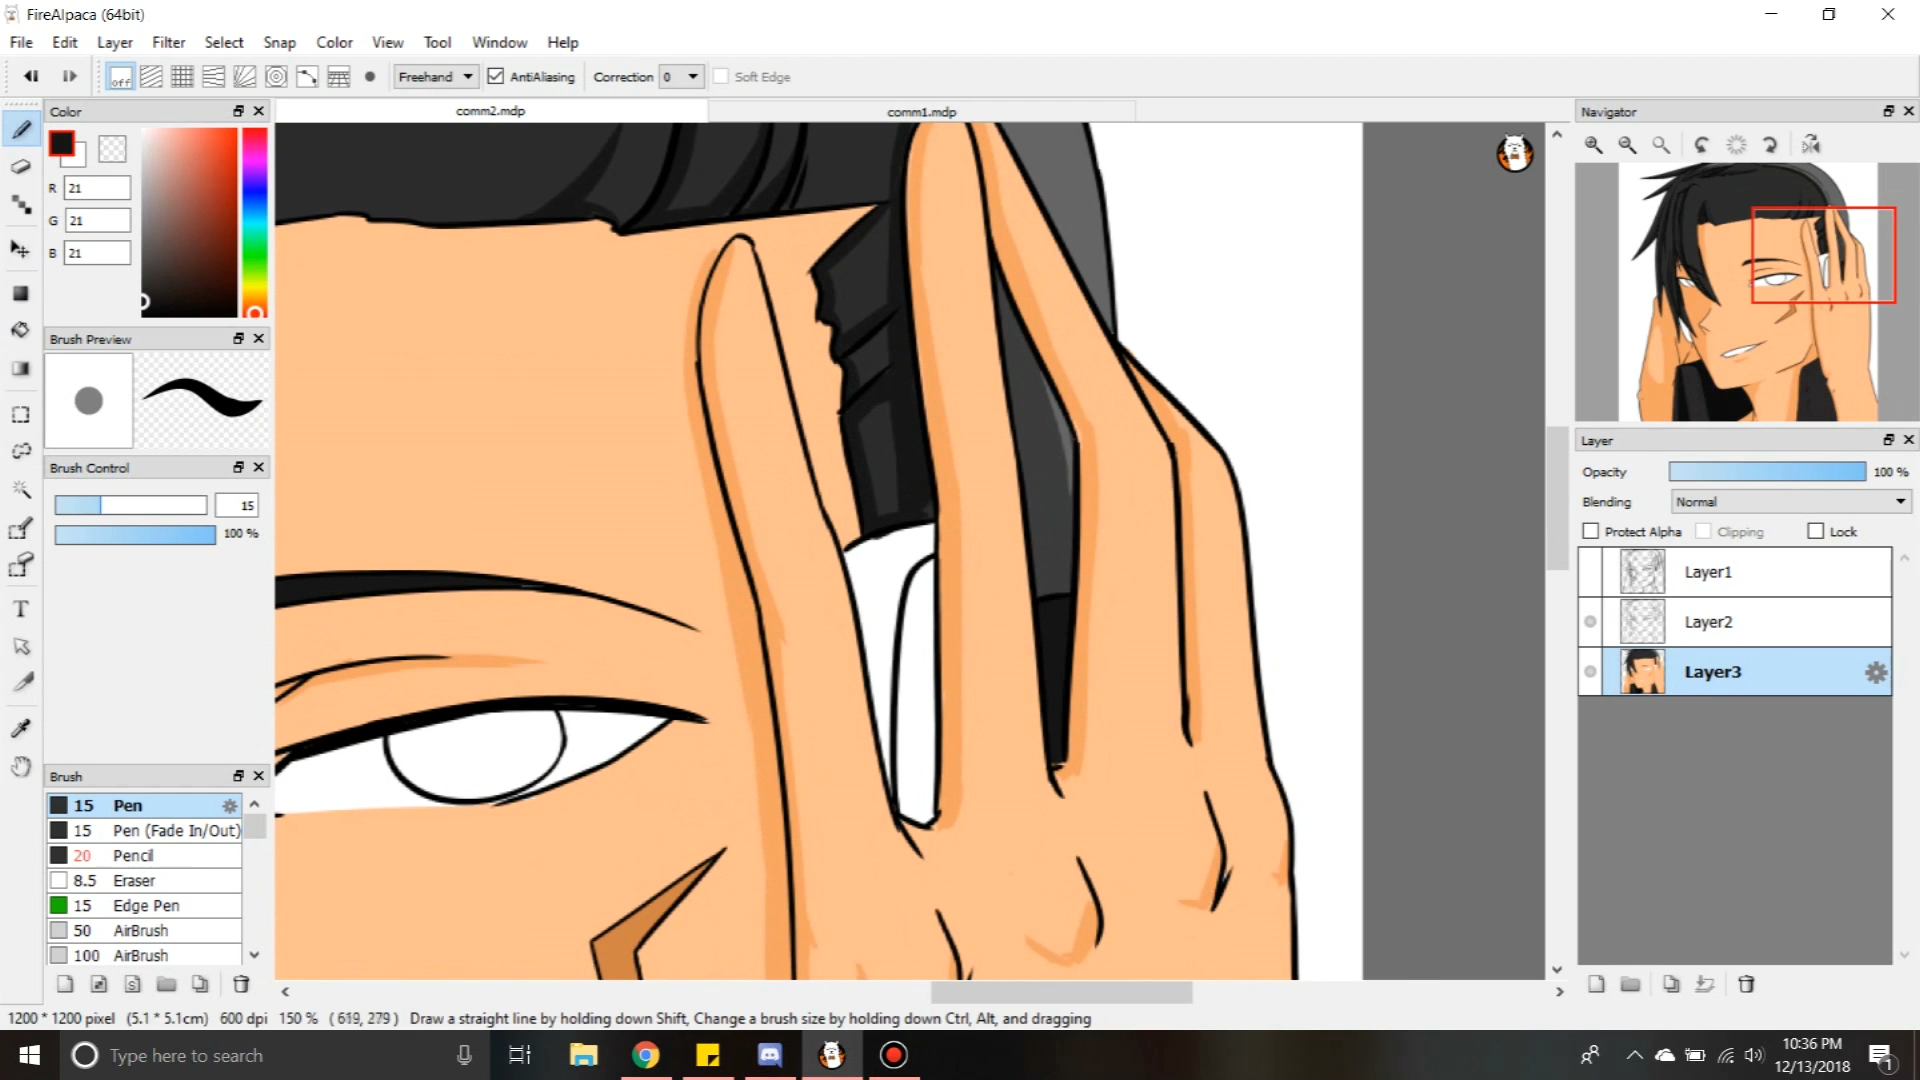 FireAlpaca (64bit)
File Edit Layer Filter Select Snap Color View Tool Window Help
off Freehand AntiAliasing Correction 0 Soft Edge
Color
comm2.mdp
comm1.mdp
Navigator
R 21
G 21
B 21
Brush Preview
Brush Control
15
100 %
Layer
Opacity 100 %
Blending Normal
Protect Alpha Clipping Lock
Layer1
Layer2
Layer3
Brush
15 Pen
15 Pen (Fade In/Out)
20 Pencil
8.5 Eraser
15 Edge Pen
50 AirBrush
100 AirBrush
S
T
1200 * 1200 pixel (5.1 * 5.1cm) 600 dpi 150 % ( 619, 279 ) Draw a straight line by holding down Shift, Change a brush size by holding down Ctrl, Alt, and dragging
Type here to search
10:36 PM
12/13/2018
1